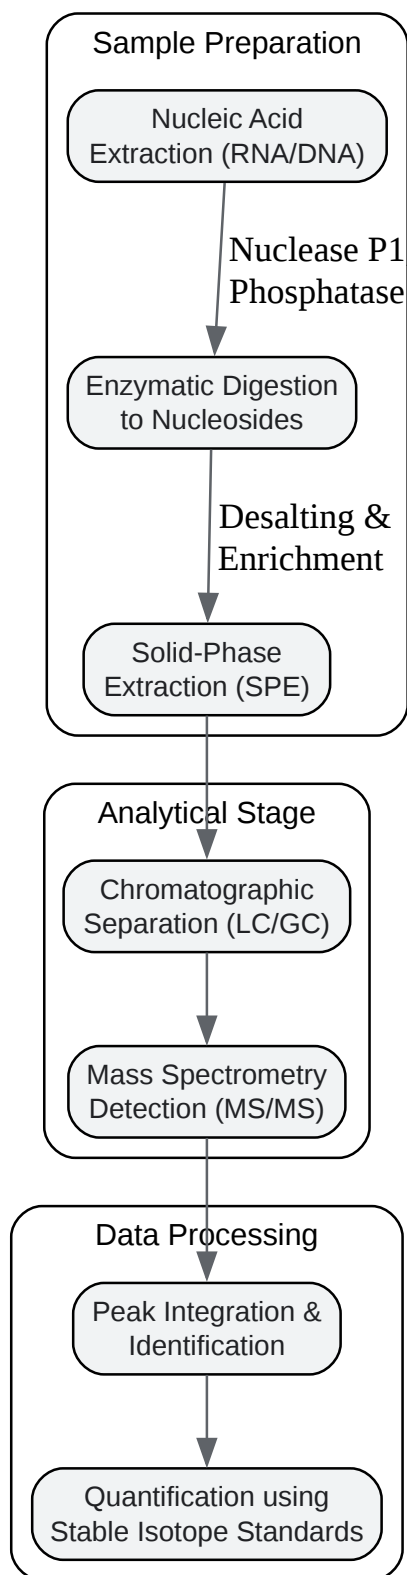 Sample Preparation
Nucleic Acid
Extraction (RNA/DNA)
Nuclease P1
Phosphatase
Enzymatic Digestion
to Nucleosides
Desalting &
Enrichment
Solid-Phase
Extraction (SPE)
Analytical Stage
Chromatographic
Separation (LC/GC)
Mass Spectrometry
Detection (MS/MS)
Data Processing
Peak Integration &
Identification
Quantification using
Stable Isotope Standards